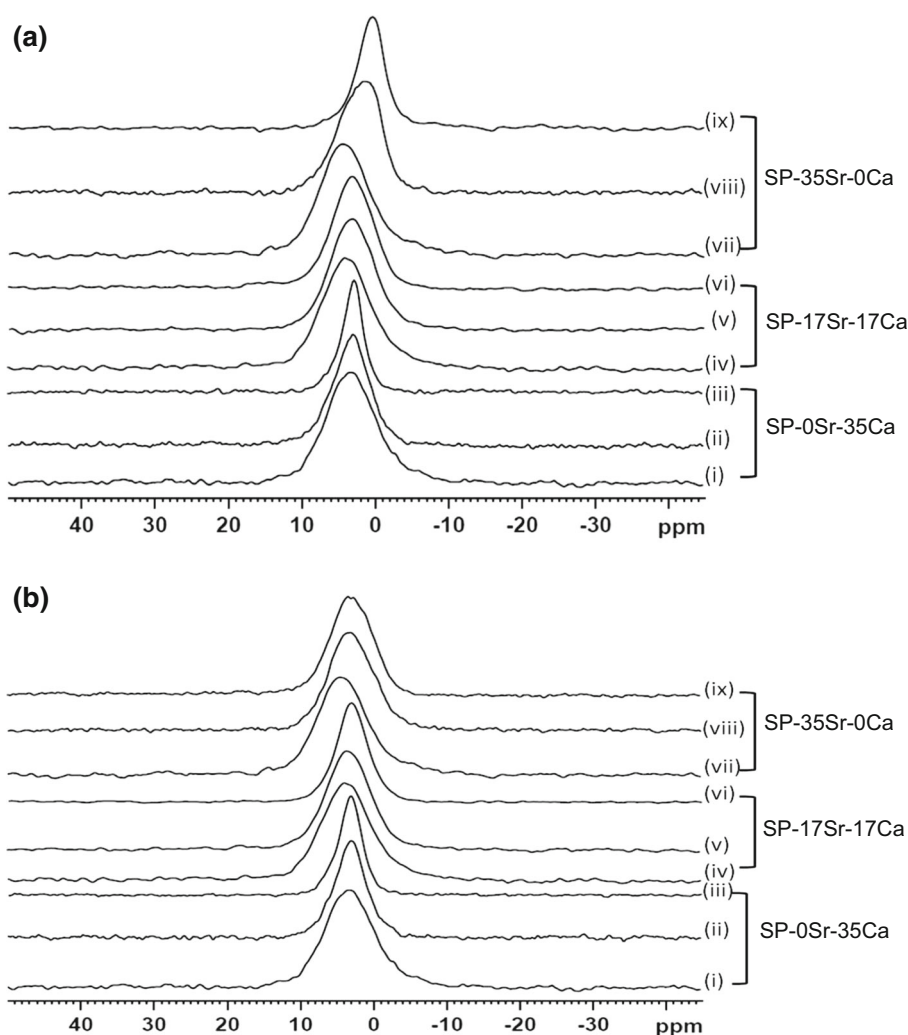 (a)
(ix)
(viii)
SP-35Sr-0Ca
(vii)
(vi)
(v)
SP-17Sr-17Ca
(iv)
(iii)
SP-0Sr-35Ca
(ii)
(i)
40 30 20 10 0 -10 -20 -30 ppm
(b)
(ix)
SP-35Sr-0Ca
(viii)
(vii)
(vi)
SP-17Sr-17Ca
(v)
(iv)
(iii)
SP-0Sr-35Ca
(ii)
(i)
40 30 20 10 0 -10 -20 -30 ppm